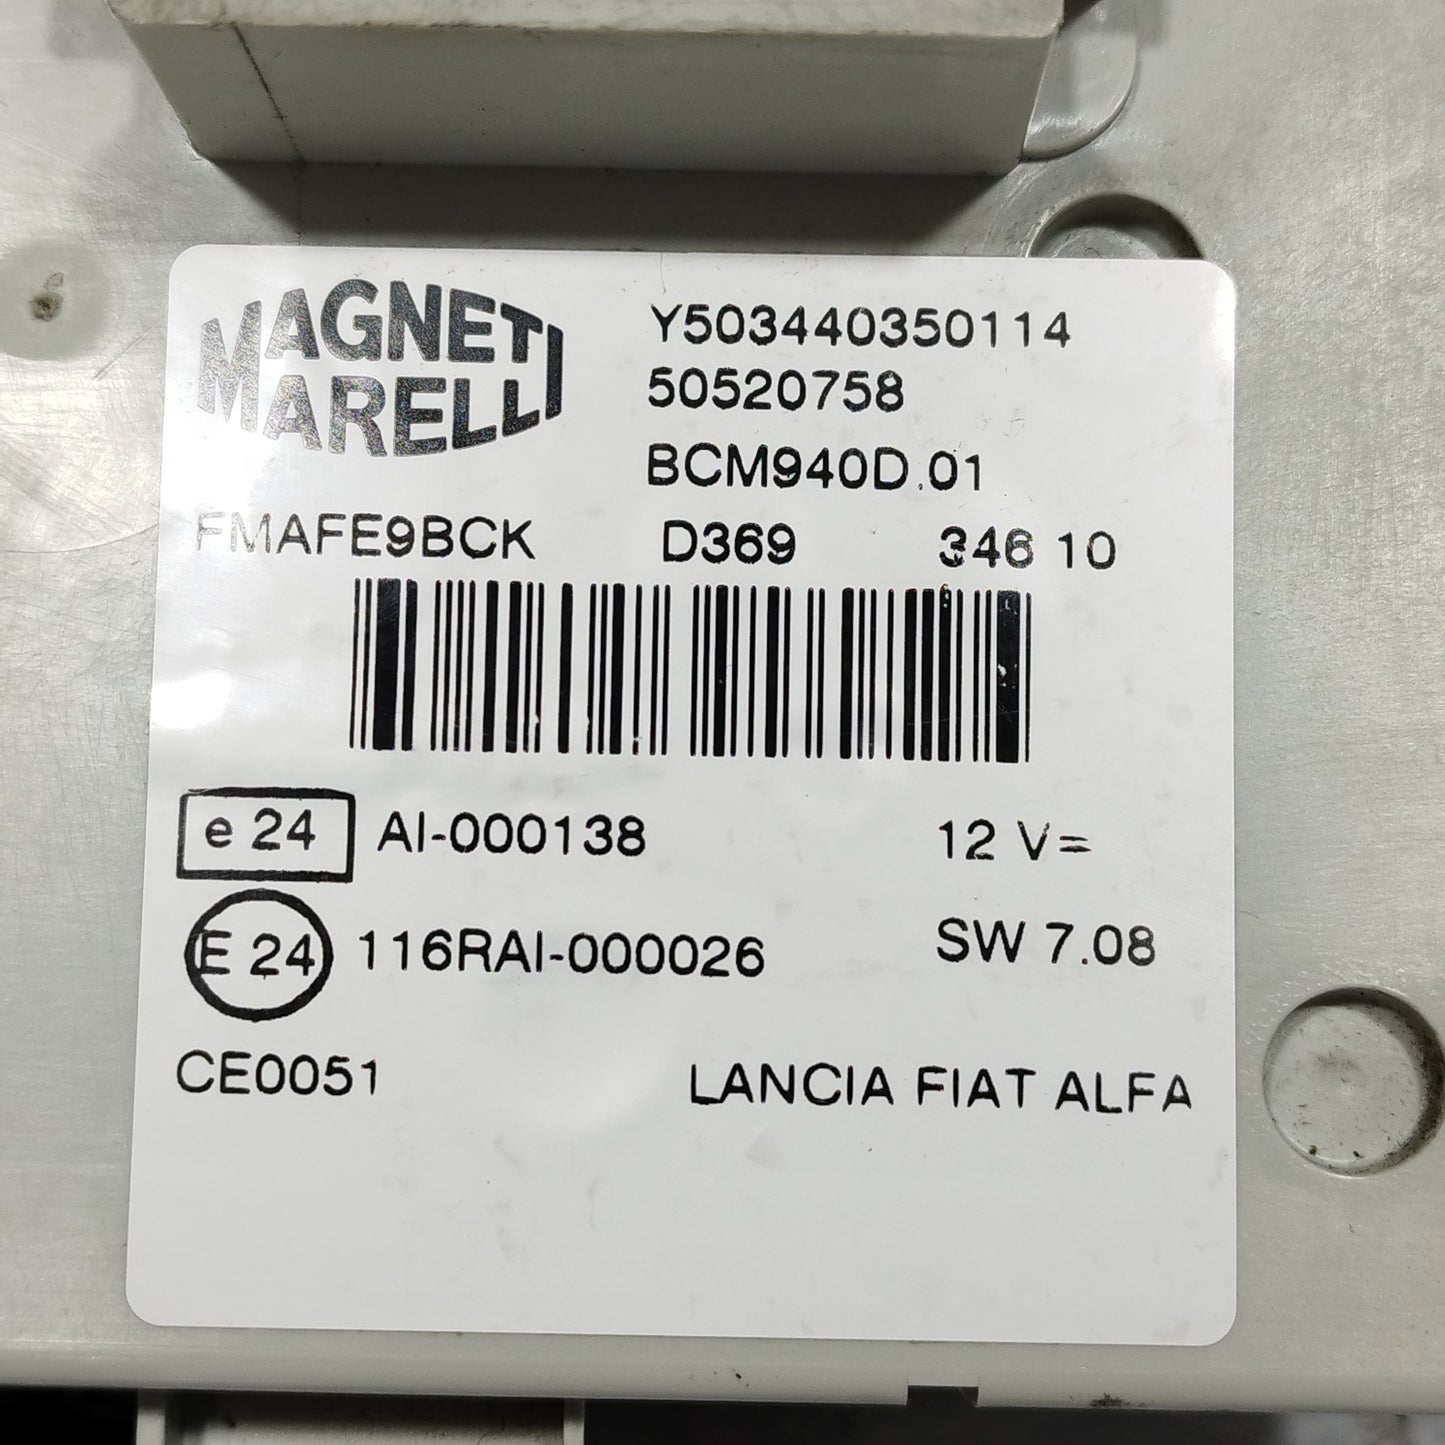 MAGNETI
MARELLI
Y503440350114
50520758
BCM940D.01
FMAFE9BCK D369 346 10
e 24 AI-000138 12 V=
E 24 116RAI-000026 SW 7.08
CE0051 LANCIA FIAT ALFA